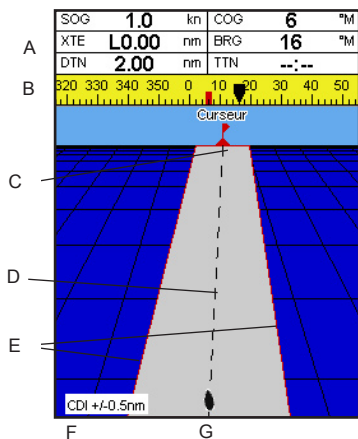 SOG 1.0 kn COG 6 °M
A
XTE L0.00 nm BRG 16 °M
DTN 2.00 nm TTN --:--
B
320 330 340 350 0 10 20 30 40 50
Curseur
C
D
E
CDI +/-0.5nm
F G